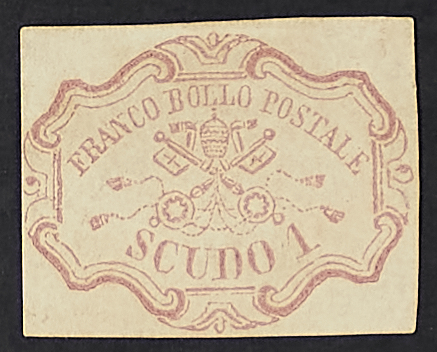 FRANCO BOLLO POSTALE
SCUDO 1